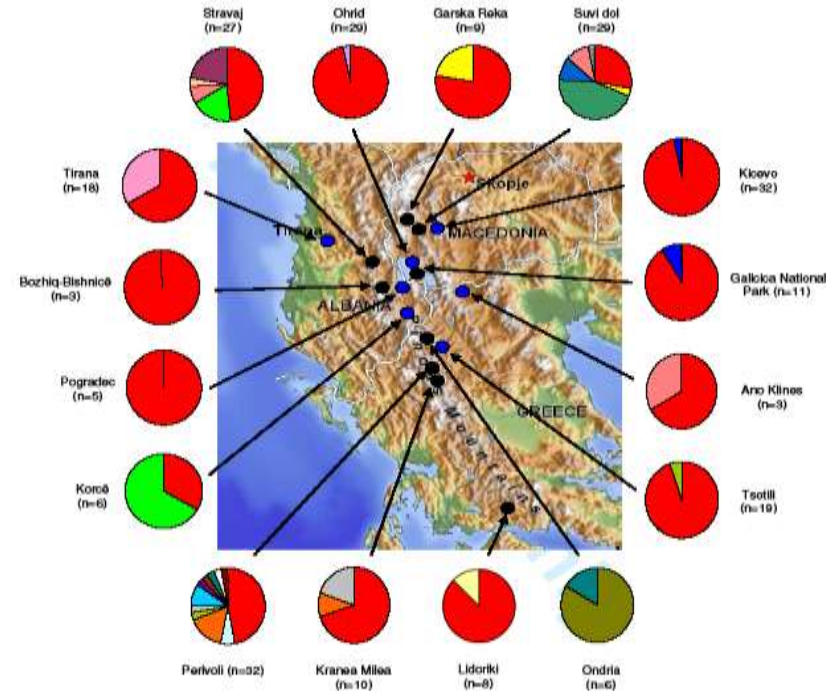 Stravaj
(n=27)
Ohrid
(n=29)
Garska Reka
(n=9)
Suvi dol
(n=29)
Tirana
(n=18)
Kicevo
(n=32)
Skopje
Tirana
MACEDONIA
Bozhiq-Bishnicë
(n=3)
Galicica National
Park (n=11)
ALBANIA
Pogradec
(n=5)
Ano Klines
(n=3)
GREECE
Mountains
Korcë
(n=6)
Tsotili
(n=19)
Perivoli (n=32)
Kranea Milea
(n=10)
Lidoriki
(n=8)
Ondria
(n=6)